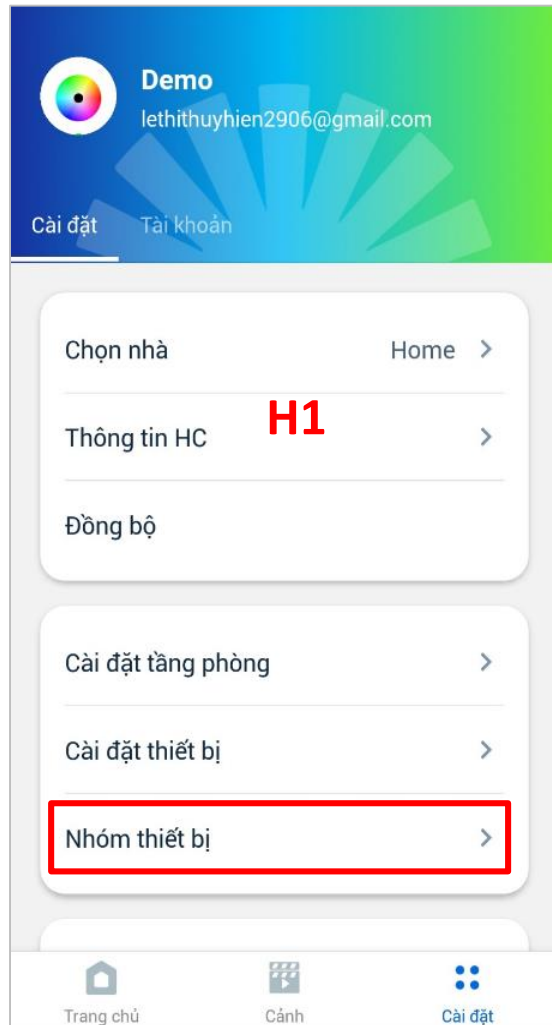 Demo
lethithuyhien2906@gmail.com
Cài đặt Tài khoản
Chọn nhà Home
H1
Thông tin HC
Đồng bộ
Cài đặt tầng phòng
Cài đặt thiết bị
Nhóm thiết bị
Trang chủ Cảnh Cài đặt